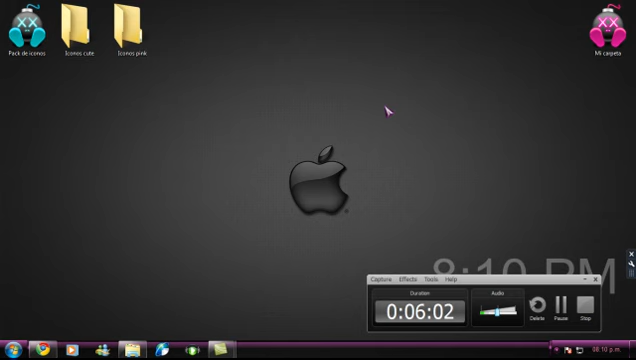 Pack de iconos
Iconos cute
Iconos pink
Mi carpeta
8:10 PM
Capture Effects Tools Help
Duration
Audio
0:06:02
Delete
Pause
Stop
08:10 p.m.